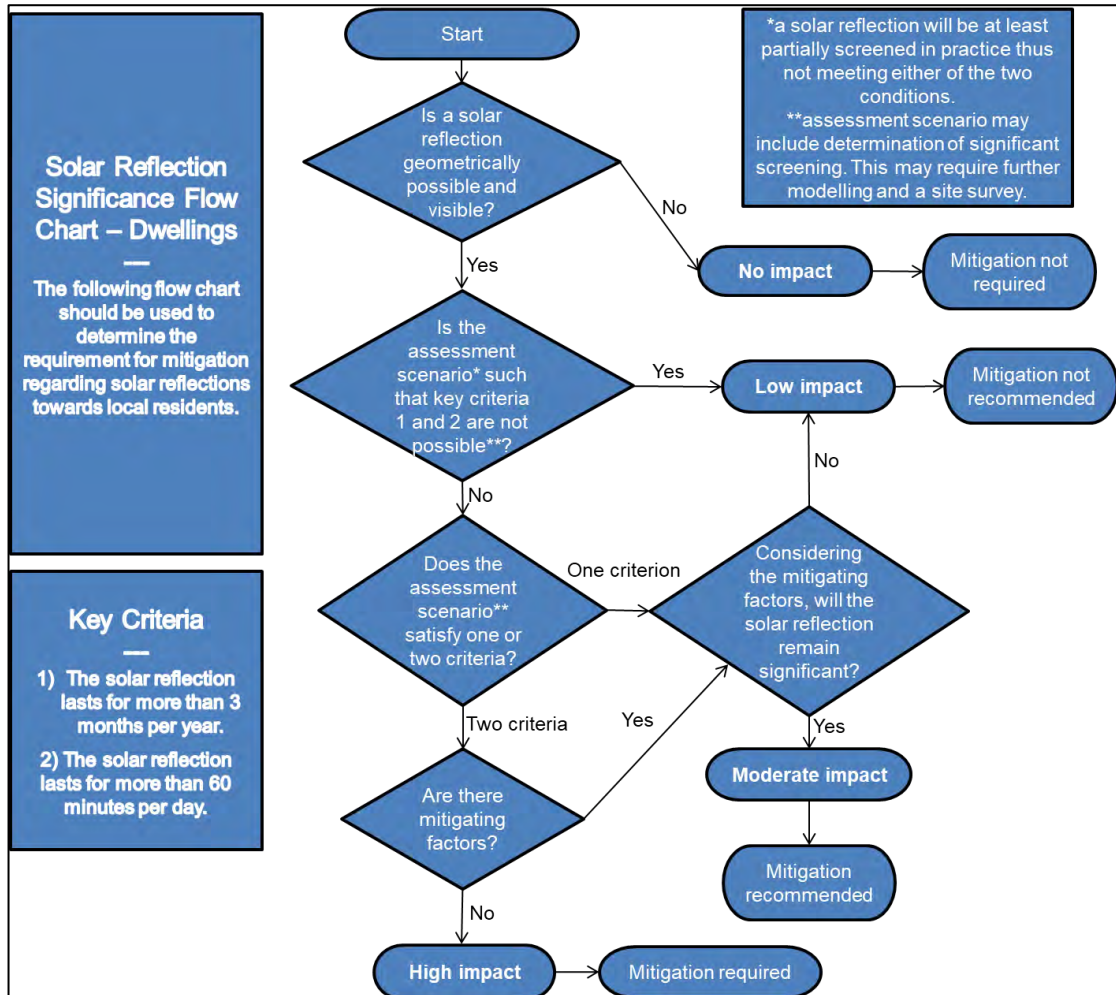 Solar Reflection
Significance Flow
Chart – Dwellings
---
The following flow chart
should be used to
determine the
requirement for mitigation
regarding solar reflections
towards local residents.
Key Criteria
---
1) The solar reflection
lasts for more than 3
months per year.
2) The solar reflection
lasts for more than 60
minutes per day.
Start
*a solar reflection will be at least
partially screened in practice thus
not meeting either of the two
conditions.
**assessment scenario may
include determination of significant
screening. This may require further
modelling and a site survey.
Is a solar
reflection
geometrically
possible and
visible?
No
No impact
Mitigation not
required
Yes
Is the
assessment
scenario* such
that key criteria
1 and 2 are not
possible**?
Yes
Low impact
Mitigation not
recommended
No
No
Does the
assessment
scenario**
satisfy one or
two criteria?
One criterion
Considering
the mitigating
factors, will the
solar reflection
remain
significant?
Two criteria
Yes
Yes
Are there
mitigating
factors?
Moderate impact
Mitigation
recommended
No
High impact
Mitigation required